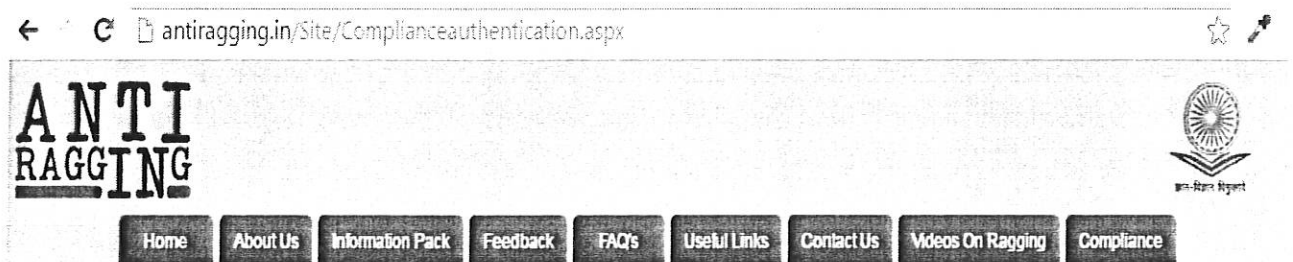 antiragging.in/Site/Complianceauthentication.aspx
ANTI
RAGGING
ज्ञान-विज्ञान विमुक्तये
Home About Us Information Pack Feedback FAQ's Useful Links Contact Us Videos On Ragging Compliance